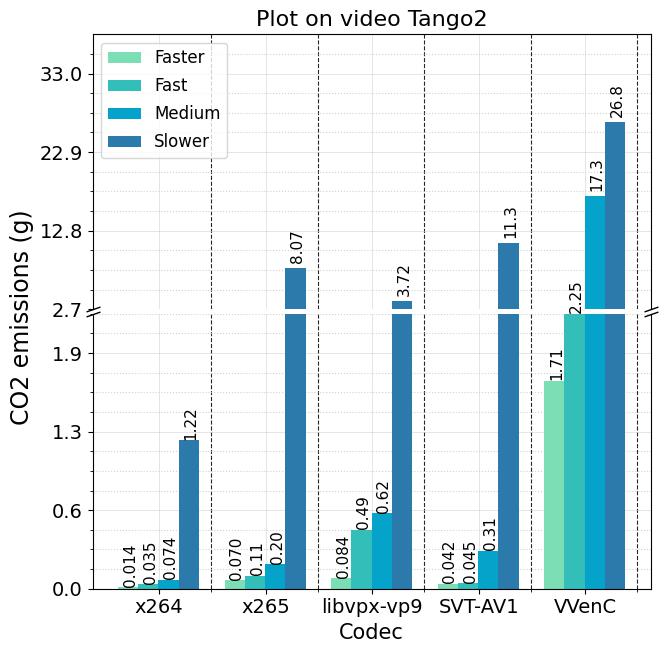 Plot on video Tango2
Faster
Fast
Medium
Slower
CO2 emissions (g)
33.0
22.9
12.8
2.7
2.7
1.9
1.3
0.6
0.0
0.014
0.035
0.074
1.22
0.070
0.11
0.20
8.07
0.084
0.49
0.62
3.72
0.042
0.045
0.31
11.3
1.71
2.25
17.3
26.8
x264
x265
libvpx-vp9
SVT-AV1
VVenC
Codec